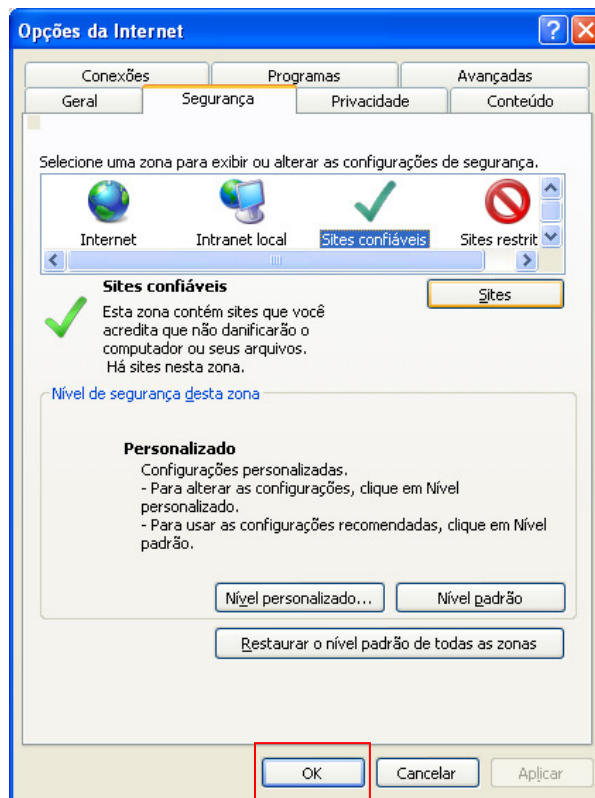 Opções da Internet
Conexões Programas Avançadas
Geral Segurança Privacidade Conteúdo
Selecione uma zona para exibir ou alterar as configurações de segurança.
Internet Intranet local Sites confiáveis Sites restrit
Sites confiáveis
Sites
Esta zona contém sites que você
acredita que não danificarão o
computador ou seus arquivos.
Há sites nesta zona.
Nível de segurança desta zona
Personalizado
Configurações personalizadas.
- Para alterar as configurações, clique em Nível
personalizado.
- Para usar as configurações recomendadas, clique em Nível
padrão.
Nível personalizado... Nível padrão
Restaurar o nível padrão de todas as zonas
OK Cancelar Aplicar